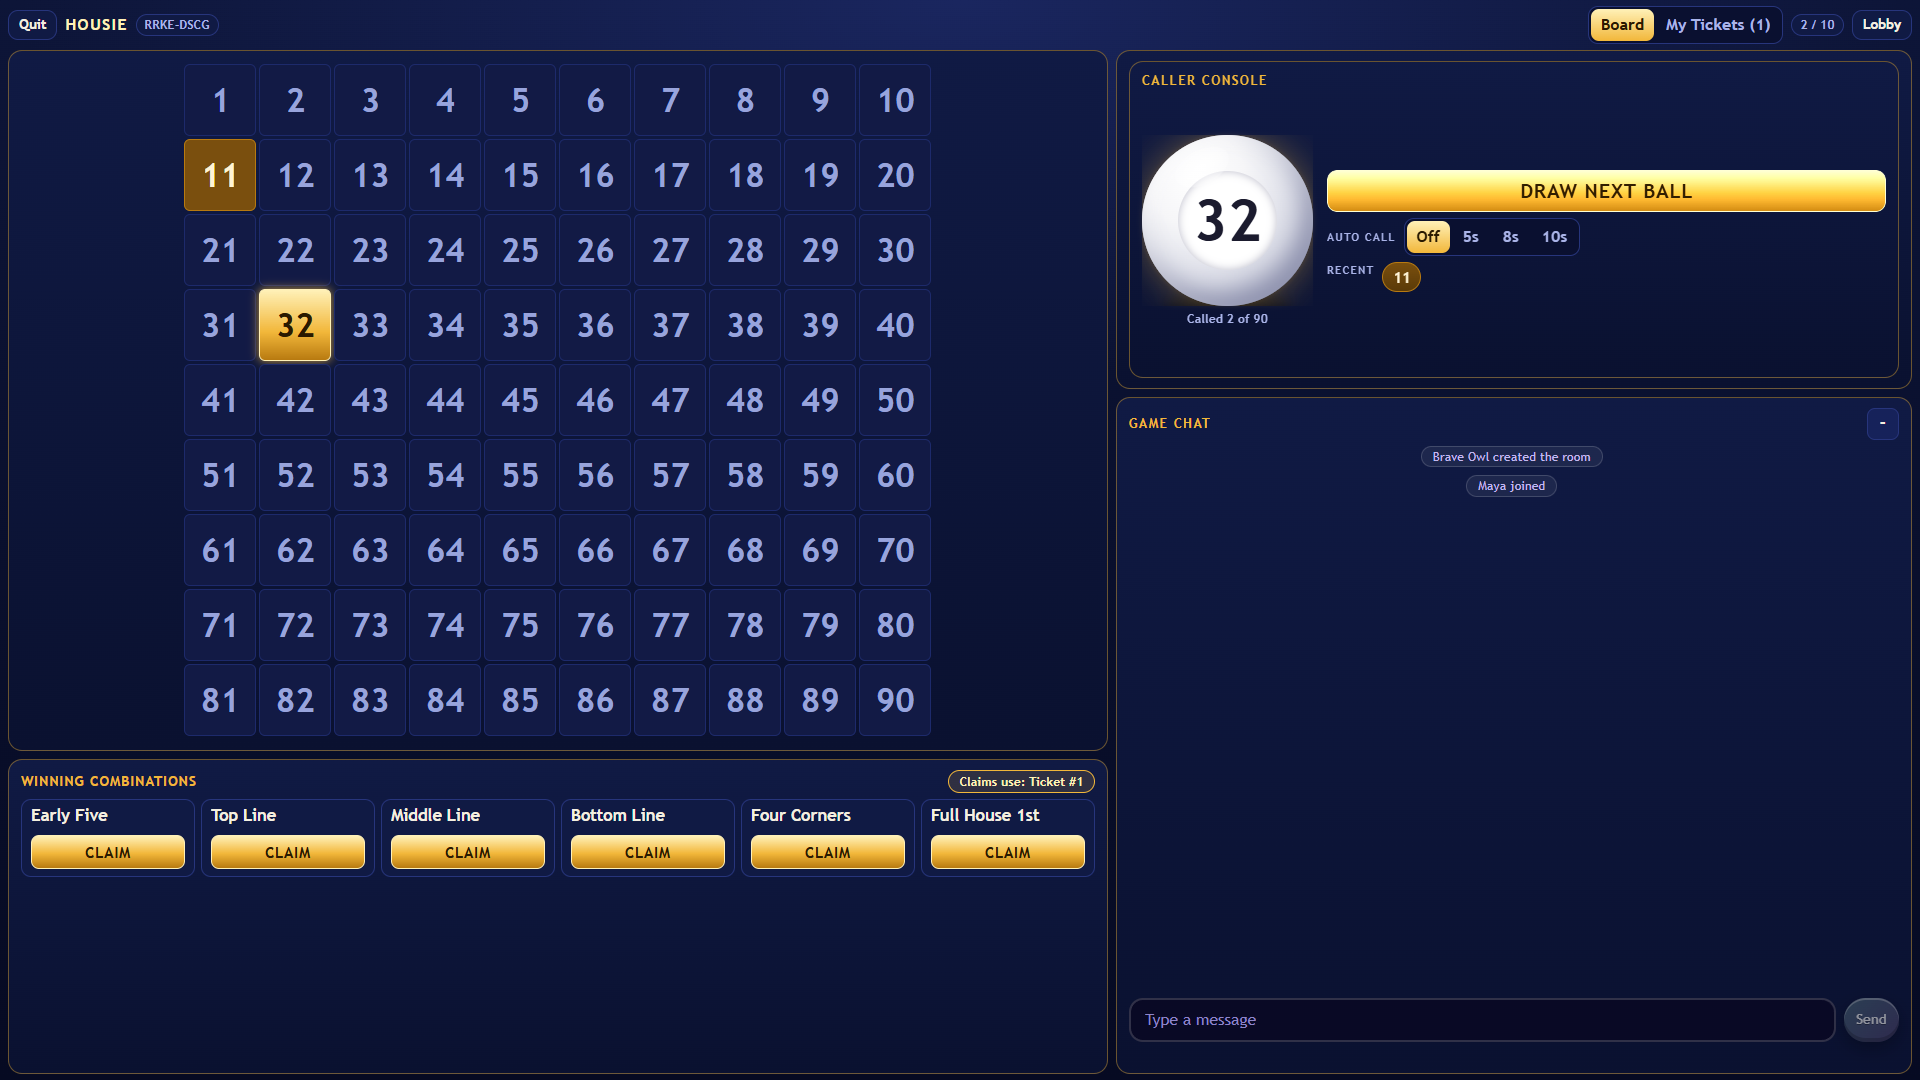 Quit HOUSIE RRKE-DSCG Board My Tickets (1) 2 / 10 Lobby
1 2 3 4 5 6 7 8 9 10
11 12 13 14 15 16 17 18 19 20
21 22 23 24 25 26 27 28 29 30
31 32 33 34 35 36 37 38 39 40
41 42 43 44 45 46 47 48 49 50
51 52 53 54 55 56 57 58 59 60
61 62 63 64 65 66 67 68 69 70
71 72 73 74 75 76 77 78 79 80
81 82 83 84 85 86 87 88 89 90
WINNING COMBINATIONS Claims use: Ticket #1
Early Five Top Line Middle Line Bottom Line Four Corners Full House 1st
CLAIM CLAIM CLAIM CLAIM CLAIM CLAIM
CALLER CONSOLE
32
Called 2 of 90
DRAW NEXT BALL
AUTO CALL Off 5s 8s 10s
RECENT 11
GAME CHAT -
Brave Owl created the room
Maya joined
Type a message Send